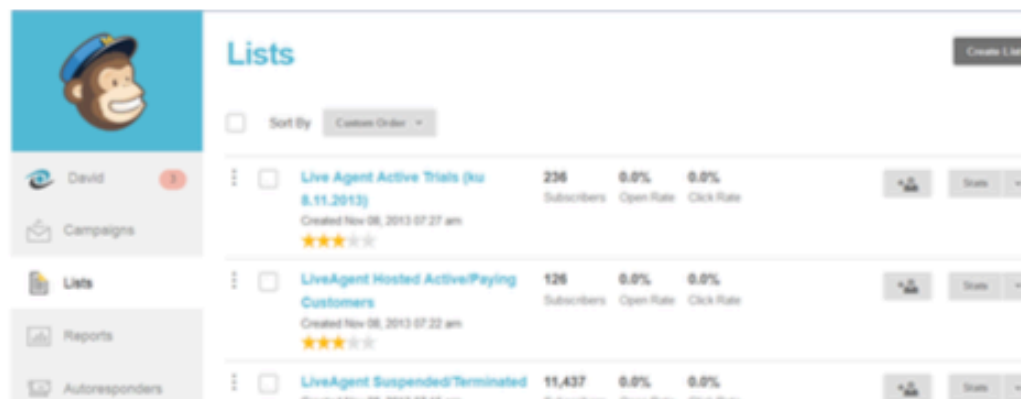 Lists
Create List
Sort By Custom Order
David 3
Campaigns
Lists
Reports
Autoresponders
Live Agent Active Trials (ku
8.11.2013)
Created Nov 08, 2013 07:27 am
236 0.0% 0.0%
Subscribers Open Rate Click Rate
Stats
LiveAgent Hosted Active/Paying
Customers
Created Nov 08, 2013 07:22 am
126 0.0% 0.0%
Subscribers Open Rate Click Rate
Stats
LiveAgent Suspended/Terminated
11,437 0.0% 0.0%
Stats